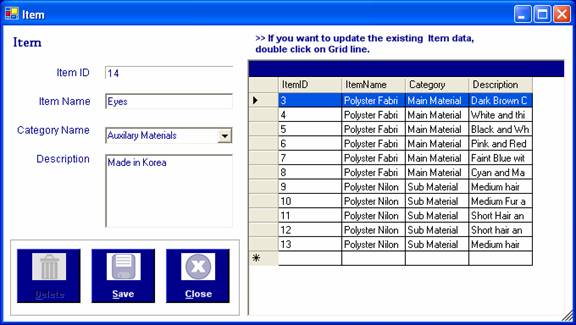 Item
Item
>> If you want to update the existing Item data,
double click on Grid line.
Item ID 14
Item Name Eyes
Category Name Auxilary Materials
Description Made in Korea
Delete Save Close
ItemID ItemName Category Description
3 Polyster Fabri Main Material Dark Brown C
4 Polyster Fabri Main Material White and thi
5 Polyster Fabri Main Material Black and Wh
6 Polyster Fabri Main Material Pink and Red
7 Polyster Fabri Main Material Faint Blue wit
8 Polyster Fabri Main Material Cyan and Ma
9 Polyster Nilon Sub Material Medium hair
10 Polyster Nilon Sub Material Medium Fur a
11 Polyster Nilon Sub Material Short Hair an
12 Polyster Nilon Sub Material Short hair an
13 Polyster Nilon Sub Material Medium hair